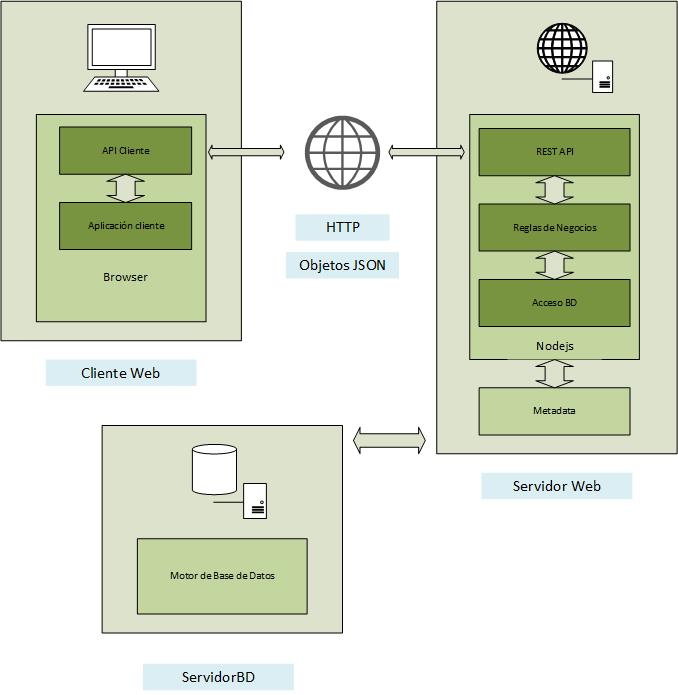 API Cliente
Aplicación cliente
Browser
Cliente Web
HTTP
Objetos JSON
REST API
Reglas de Negocios
Acceso BD
Nodejs
Metadata
Servidor Web
Motor de Base de Datos
ServidorBD